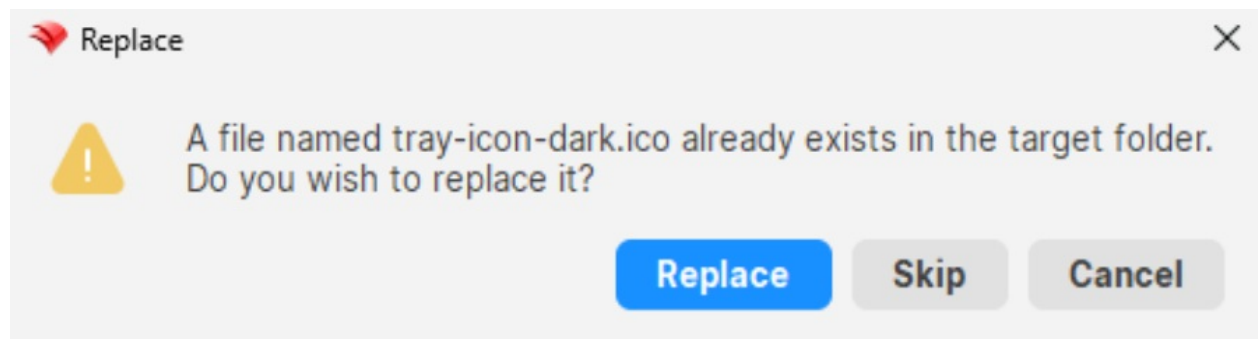 Replace
A file named tray-icon-dark.ico already exists in the target folder.
Do you wish to replace it?
Replace Skip Cancel